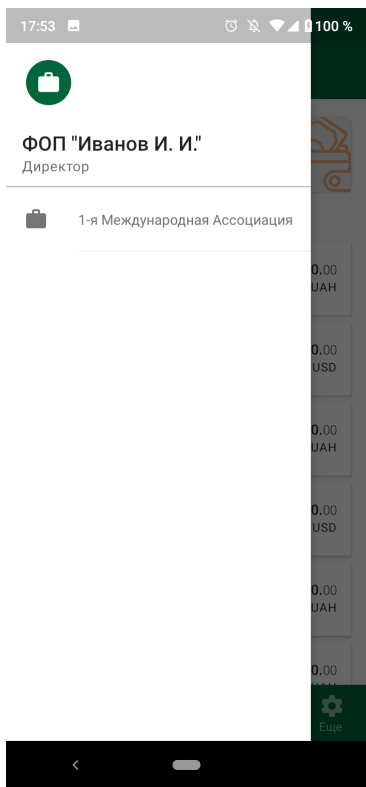 17:53
100 %
ФОП "Иванов И. И."
Директор
1-я Международная Ассоциация
0.00
UAH
0.00
USD
0.00
UAH
0.00
USD
0.00
UAH
0.00
Еще